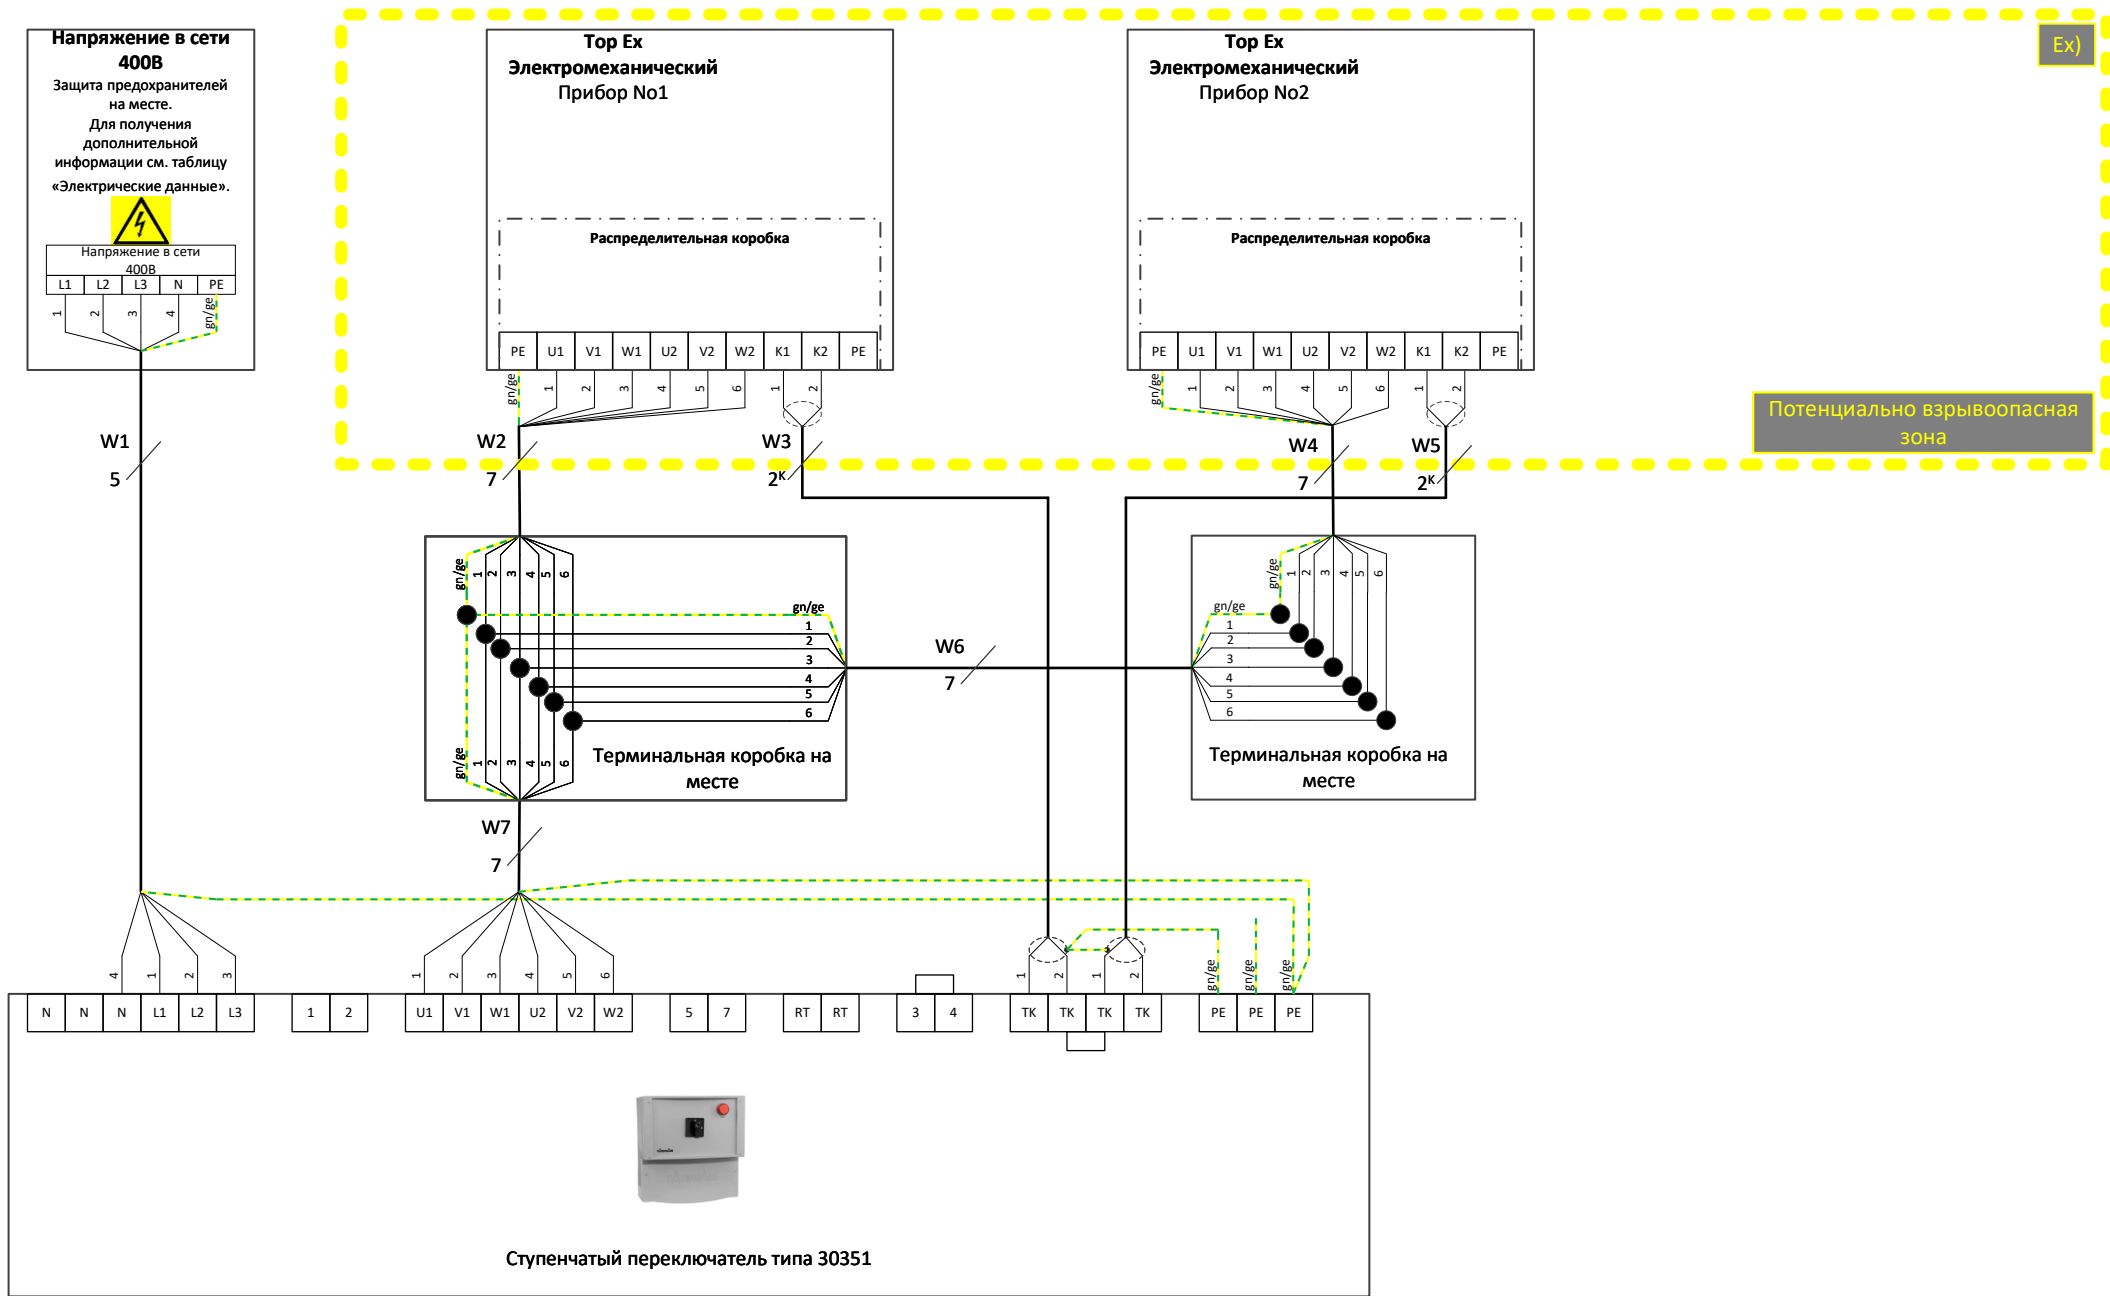 Напряжение в сети
400В
Защита предохранителей
на месте.
Для получения
дополнительной
информации см. таблицу
«Электрические данные».
Напряжение в сети
400В
L1 L2 L3 N PE
1 2 3 4 gn/ge
Top Ex
Электромеханический
Прибор No1
Распределительная коробка
PE U1 V1 W1 U2 V2 W2 K1 K2 PE
gn/ge 1 2 3 4 5 6 1 2
Top Ex
Электромеханический
Прибор No2
Распределительная коробка
PE U1 V1 W1 U2 V2 W2 K1 K2 PE
gn/ge 1 2 3 4 5 6 1 2
Ex)
Потенциально взрывоопасная
зона
W1
5
W2
7
W3
2ᴷ
W4
7
W5
2ᴷ
gn/ge 1 2 3 4 5 6
gn/ge
1
2
3
4
5
6
gn/ge 1 2 3 4 5 6
Терминальная коробка на
месте
W6
7
gn/ge 1 2 3 4 5 6
gn/ge
1
2
3
4
5
6
Терминальная коробка на
месте
W7
7
4 1 2 3
1 2 3 4 5 6
1 2 1 2
gn/ge gn/ge gn/ge
N N N L1 L2 L3
1 2
U1 V1 W1 U2 V2 W2
5 7
RT RT
3 4
TK TK TK TK
PE PE PE
Ступенчатый переключатель типа 30351